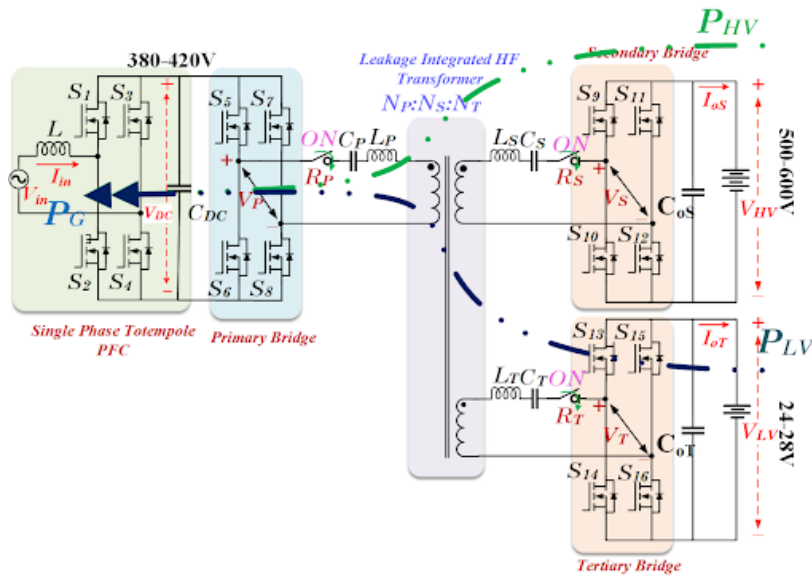 P_HV
380-420V
Leakage Integrated HF
Transformer
N_P:N_S:N_T
Secondary Bridge
S_1
S_3
S_5
S_7
S_9
S_11
I_oS
+
L
I_in
V_in
P_G
V_DC
C_DC
+
V_P
−
ON
R_P
C_P
L_P
L_S
C_S
ON
R_S
+
V_S
−
C_oS
V_HV
500-600V
S_2
S_4
−
S_6
S_8
S_10
S_12
−
Single Phase Totempole
PFC
Primary Bridge
S_13
S_15
I_oT
+
P_LV
L_T
C_T
ON
R_T
+
V_T
−
C_oT
V_LV
24-28V
S_14
S_16
−
Tertiary Bridge